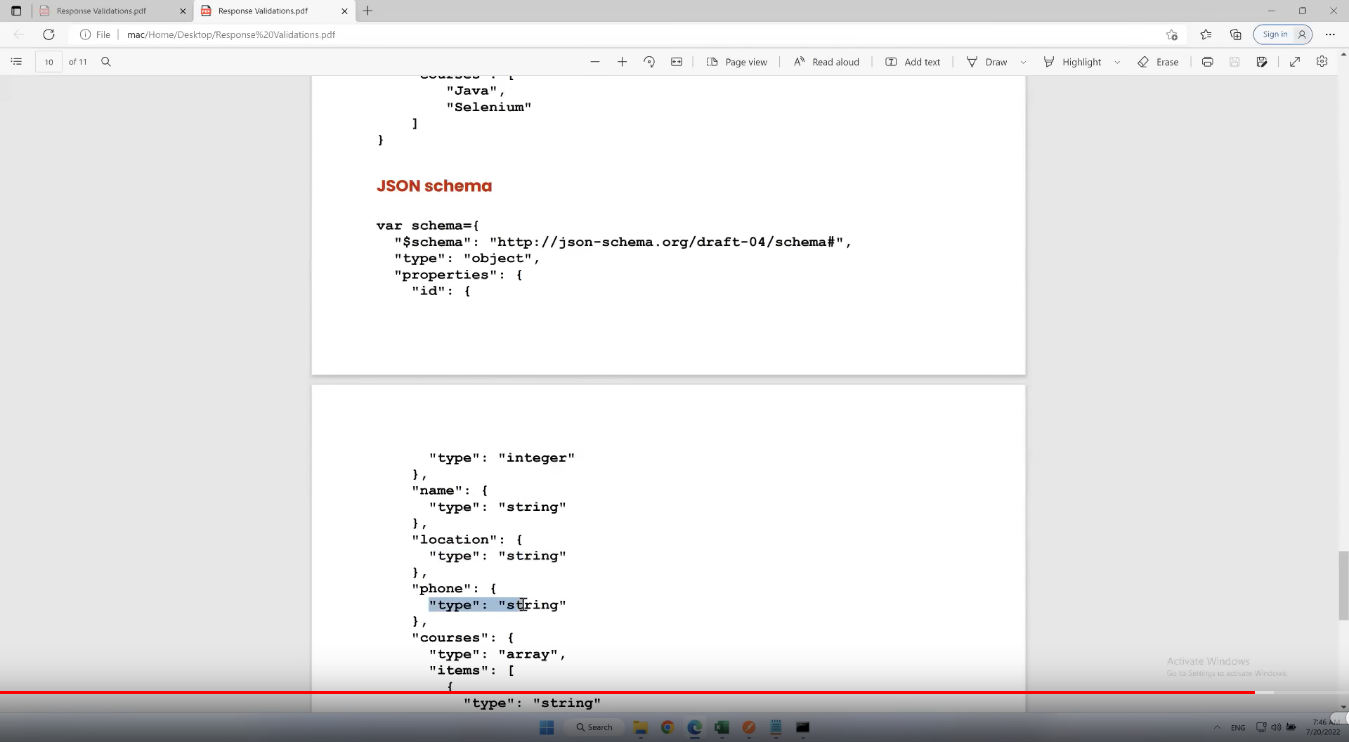 Response Validations.pdf
Response Validations.pdf
File mac/Home/Desktop/Response%20Validations.pdf
Sign in
10 of 11
Page view
Read aloud
Add text
Draw
Highlight
Erase
"courses": [
"Java",
"Selenium"
]
}
JSON schema
var schema={
"$schema": "http://json-schema.org/draft-04/schema#",
"type": "object",
"properties": {
"id": {
"type": "integer"
},
"name": {
"type": "string"
},
"location": {
"type": "string"
},
"phone": {
"type": "string"
},
"courses": {
"type": "array",
"items": [
{
"type": "string"
Activate Windows
Go to Settings to activate Windows.
Search
ENG
7:46 AM
7/20/2022